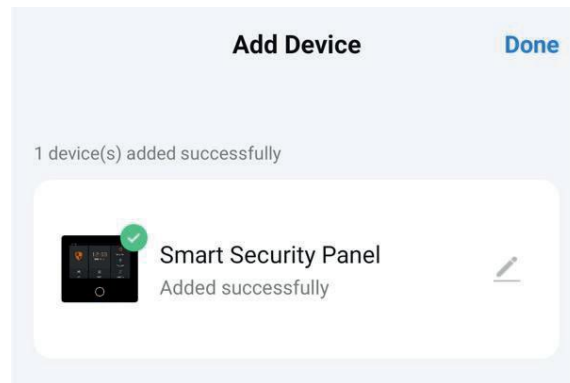 Add Device
Done
1 device(s) added successfully
Smart Security Panel
Added successfully